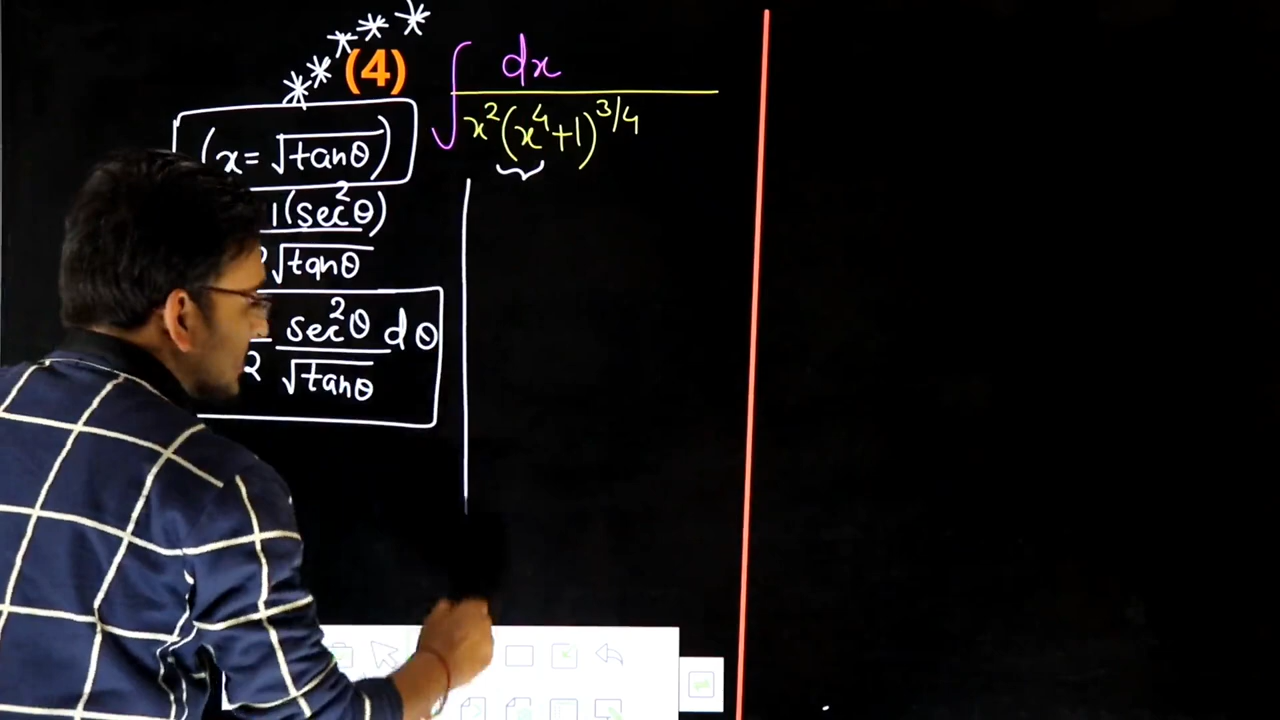 (4) ∫ dx / x²(x⁴+1)^3/4
(x = √tanθ)
1(sec²θ)
√tanθ
2 sec²θ / √tanθ dθ